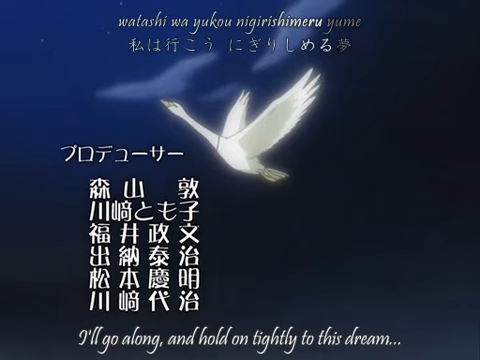 watashi wa yukou nigirishimeru yume
私は行こう にぎりしめる夢
プロデューサー
森山 敦
川﨑とも子
福井政文
出納泰治
松本慶明
川﨑代治
I'll go along, and hold on tightly to this dream...